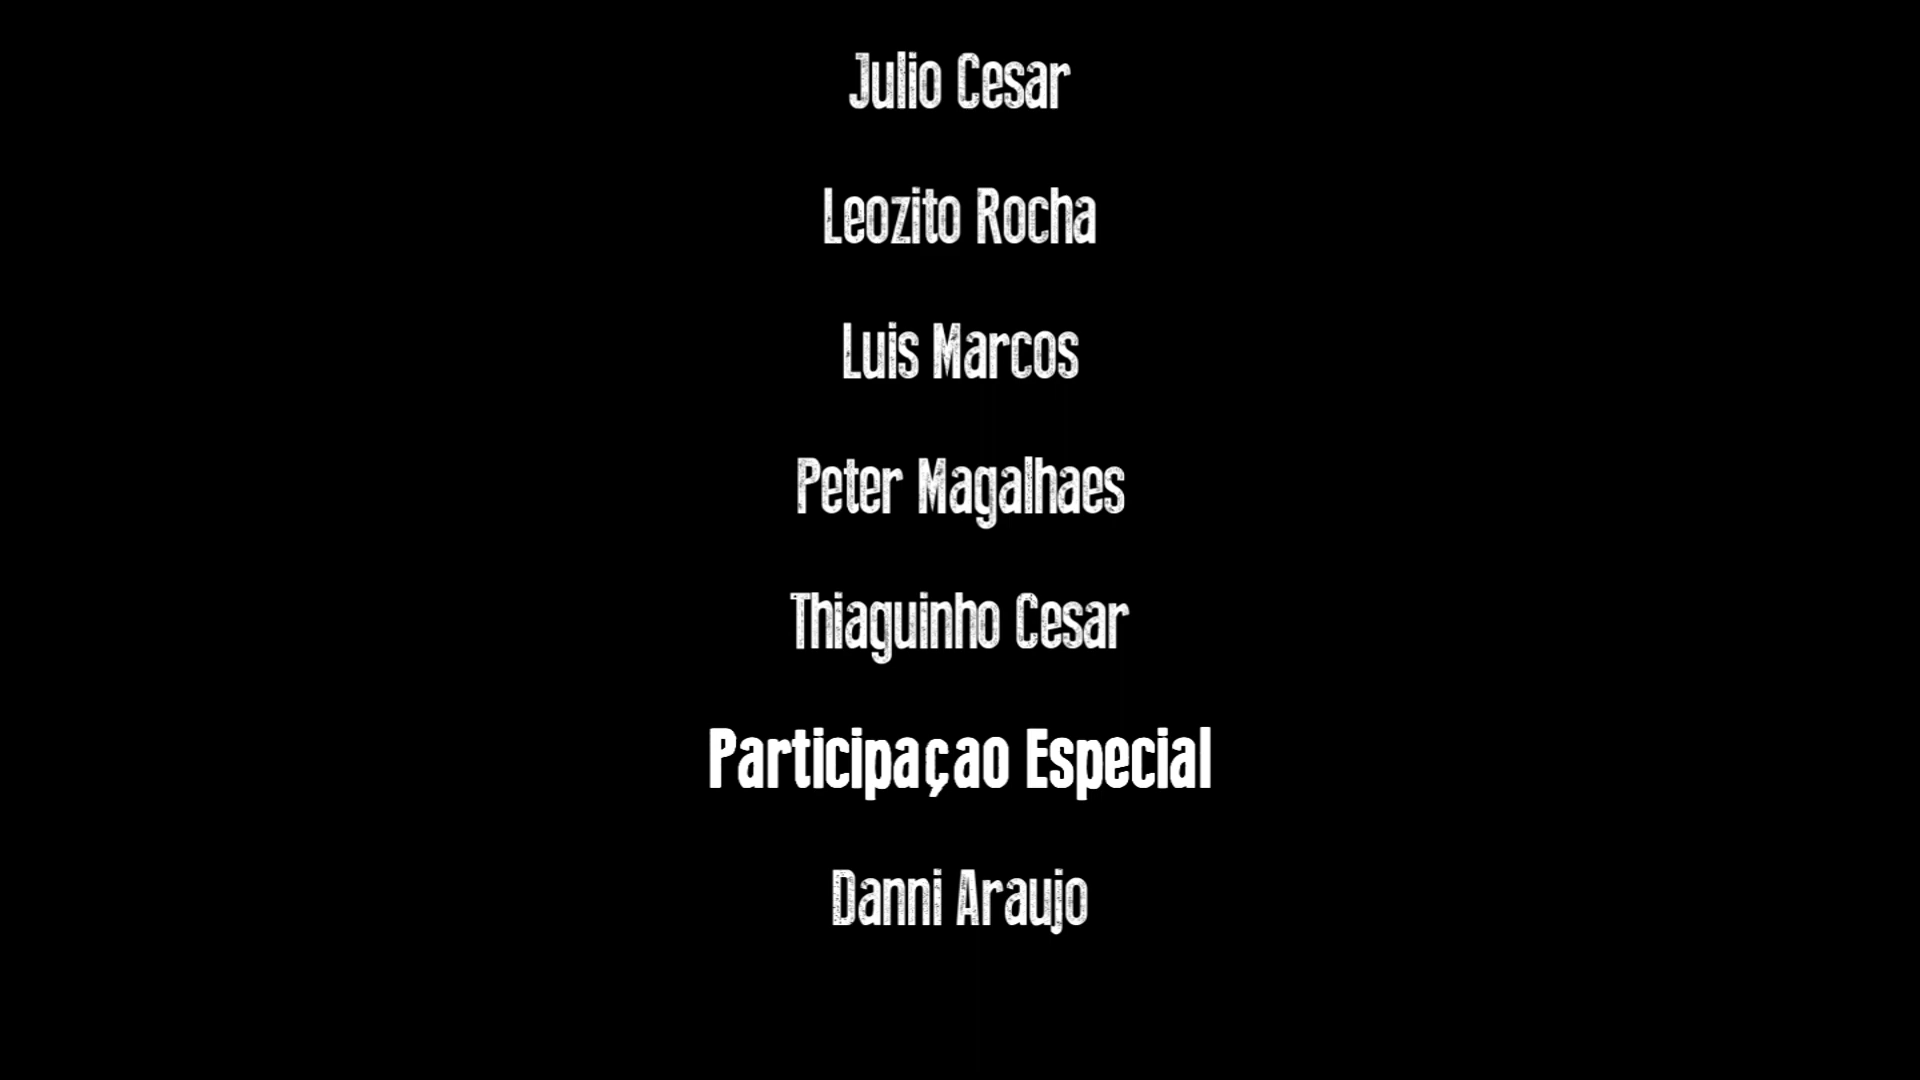 Julio Cesar
Leozito Rocha
Luis Marcos
Peter Magalhaes
Thiaguinho Cesar
Participaçao Especial
Danni Araujo